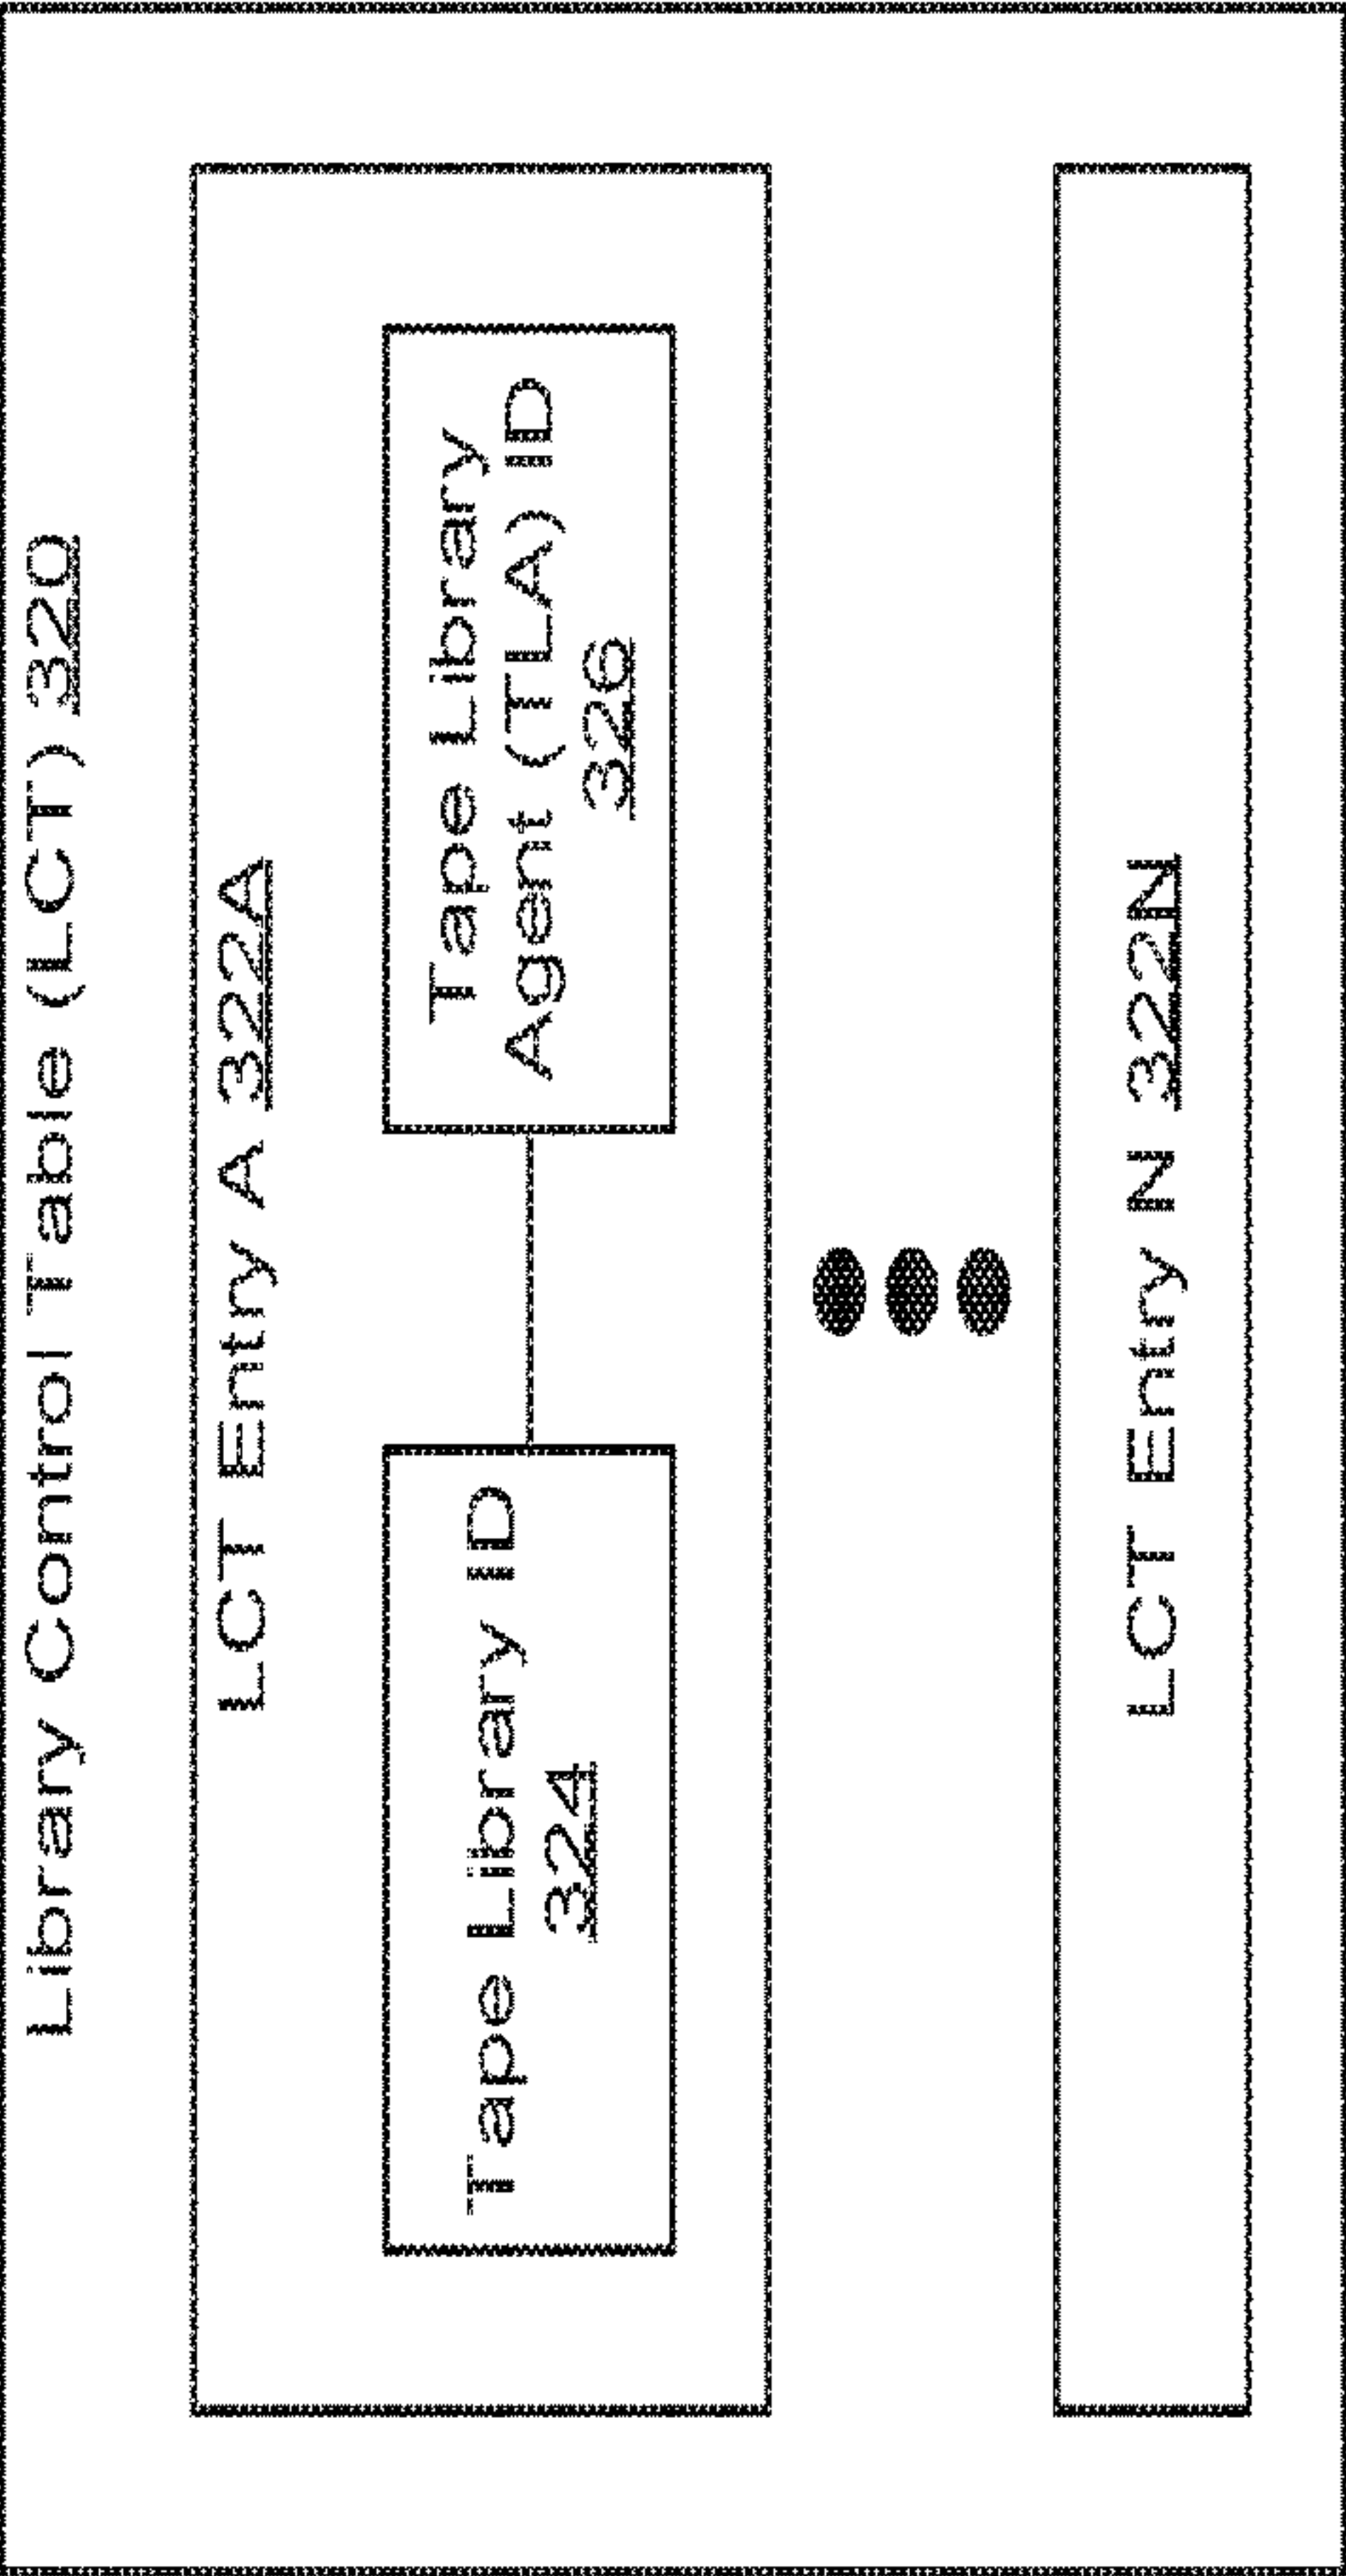 Library Control Table (LCT) 320
LCT Entry A 322A
Tape Library ID
324
Tape Library
Agent (TLA) ID
326
LCT Entry N 322N